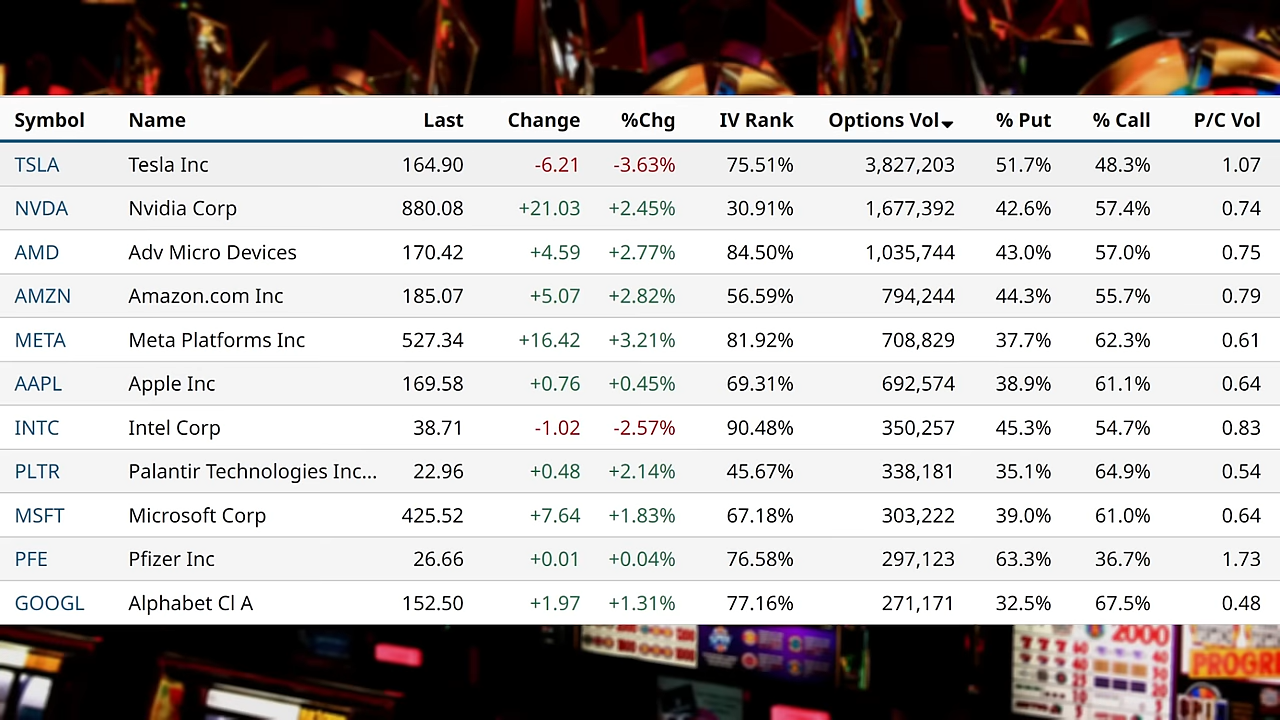 Symbol Name Last Change %Chg IV Rank Options Vol % Put % Call P/C Vol
TSLA Tesla Inc 164.90 -6.21 -3.63% 75.51% 3,827,203 51.7% 48.3% 1.07
NVDA Nvidia Corp 880.08 +21.03 +2.45% 30.91% 1,677,392 42.6% 57.4% 0.74
AMD Adv Micro Devices 170.42 +4.59 +2.77% 84.50% 1,035,744 43.0% 57.0% 0.75
AMZN Amazon.com Inc 185.07 +5.07 +2.82% 56.59% 794,244 44.3% 55.7% 0.79
META Meta Platforms Inc 527.34 +16.42 +3.21% 81.92% 708,829 37.7% 62.3% 0.61
AAPL Apple Inc 169.58 +0.76 +0.45% 69.31% 692,574 38.9% 61.1% 0.64
INTC Intel Corp 38.71 -1.02 -2.57% 90.48% 350,257 45.3% 54.7% 0.83
PLTR Palantir Technologies Inc... 22.96 +0.48 +2.14% 45.67% 338,181 35.1% 64.9% 0.54
MSFT Microsoft Corp 425.52 +7.64 +1.83% 67.18% 303,222 39.0% 61.0% 0.64
PFE Pfizer Inc 26.66 +0.01 +0.04% 76.58% 297,123 63.3% 36.7% 1.73
GOOGL Alphabet Cl A 152.50 +1.97 +1.31% 77.16% 271,171 32.5% 67.5% 0.48
2000